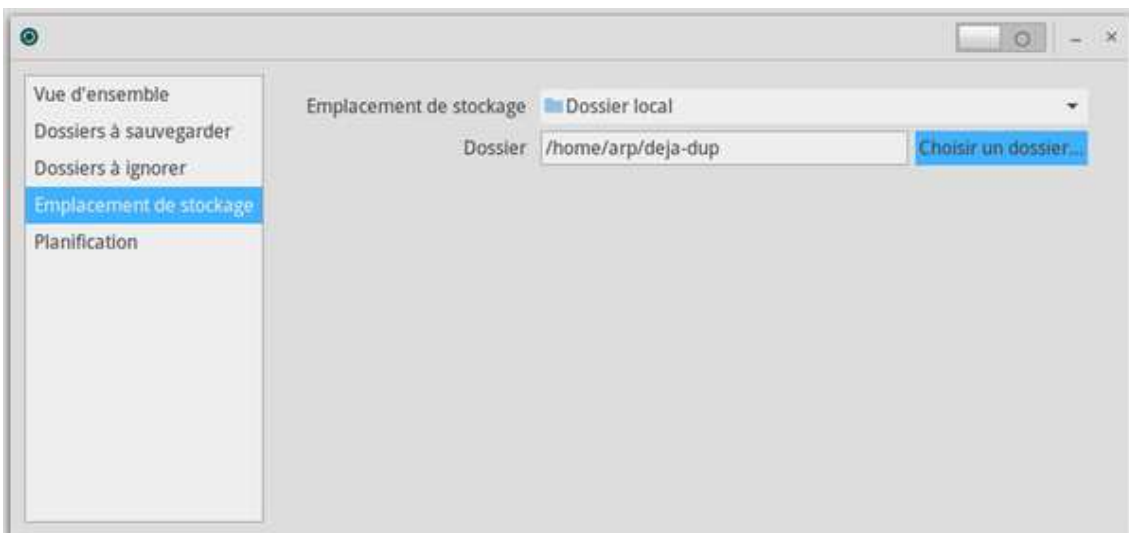 Vue d'ensemble
Dossiers à sauvegarder
Dossiers à ignorer
Emplacement de stockage
Planification
Emplacement de stockage Dossier local
Dossier /home/arp/deja-dup Choisir un dossier...